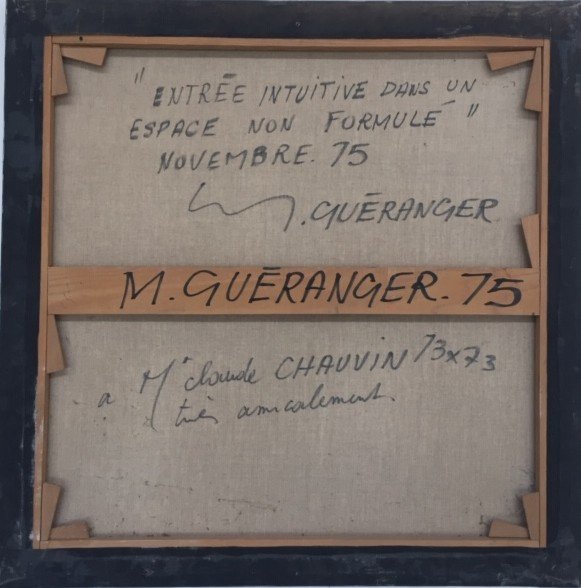 "ENTRÉE INTUITIVE DANS UN
ESPACE NON FORMULÉ"
NOVEMBRE. 75
M. GUÉRANGER
M. GUÉRANGER. 75
a Mr claude CHAUVIN 73x73
très amicalement.